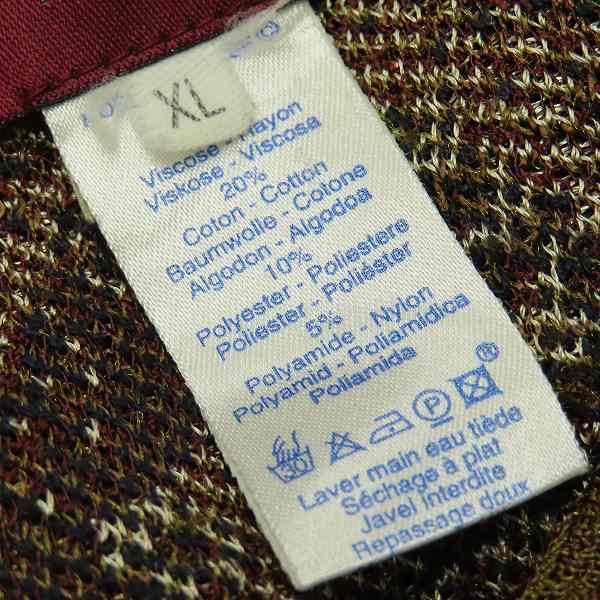 XL
Viscose - Rayon
Viskose - Viscosa
20%
Coton - Cotton
Baumwolle - Cotone
Algodon - Algodoa
10%
Polyester - Poliestere
Poliester - Poliéster
5%
Polyamide - Nylon
Polyamid - Poliamidica
Poliamida
®
30
P
Laver main eau tiède
Séchage à plat
Javel interdite
Repassage doux